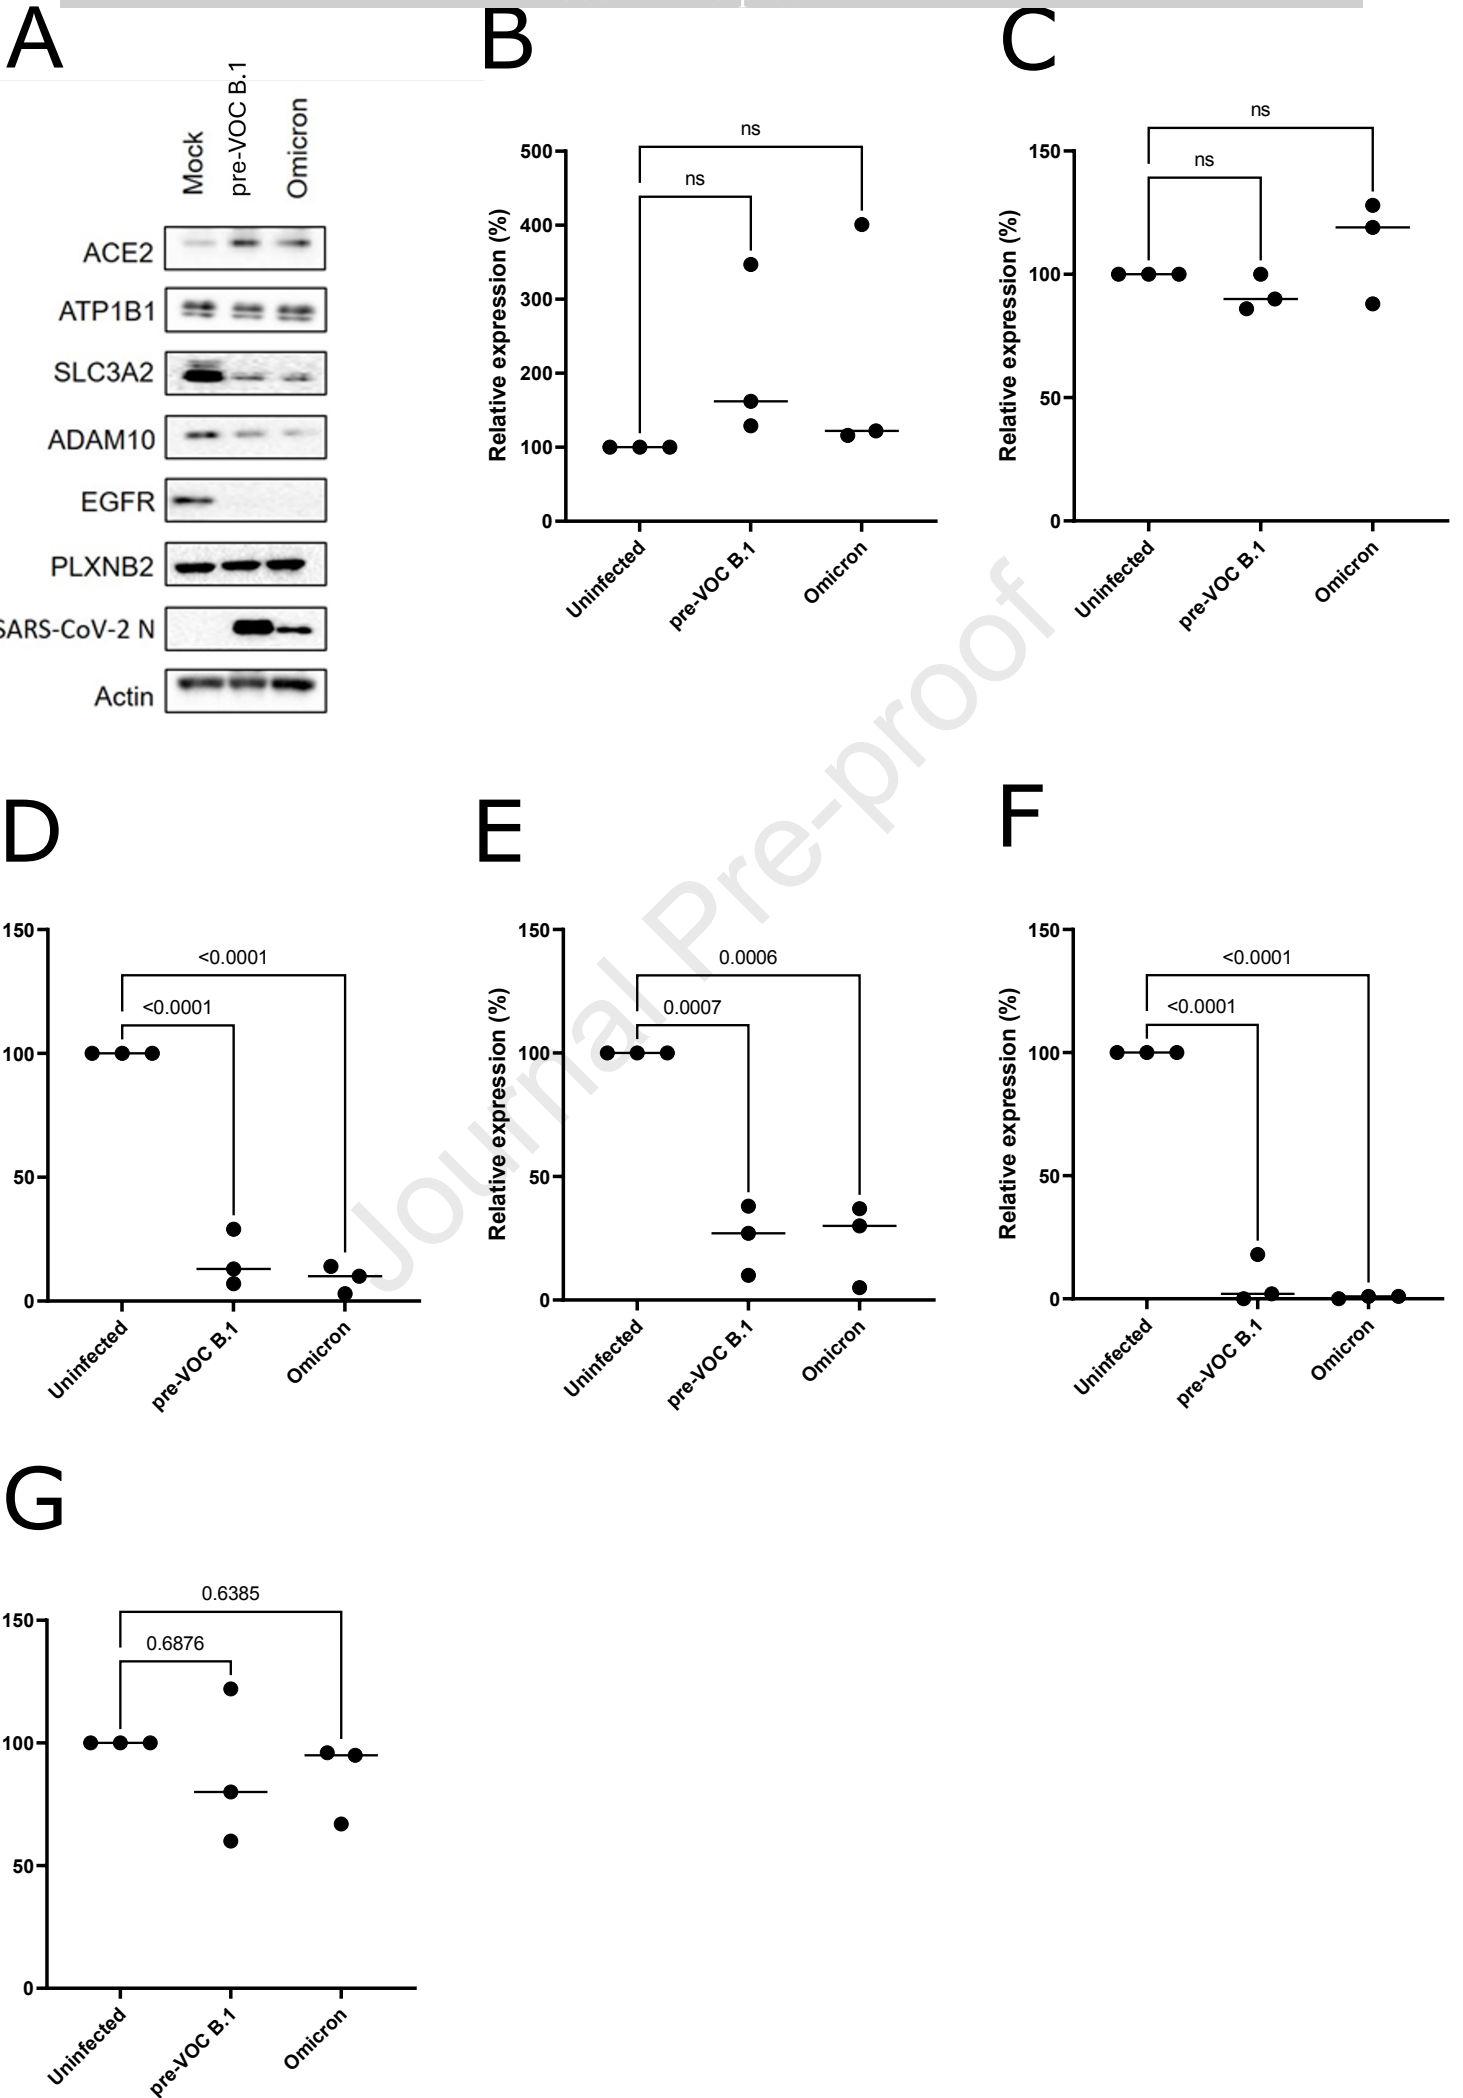 A
Mock
pre-VOC B.1
Omicron
ACE2
ATP1B1
SLC3A2
ADAM10
EGFR
PLXNB2
SARS-CoV-2 N
Actin
B
Relative expression (%)
500
400
300
200
100
0
ns
ns
Uninfected
pre-VOC B.1
Omicron
C
Relative expression (%)
150
100
50
0
ns
ns
Uninfected
pre-VOC B.1
Omicron
D
150
100
50
0
<0.0001
<0.0001
Uninfected
pre-VOC B.1
Omicron
E
Relative expression (%)
150
100
50
0
0.0006
0.0007
Uninfected
pre-VOC B.1
Omicron
F
Relative expression (%)
150
100
50
0
<0.0001
<0.0001
Uninfected
pre-VOC B.1
Omicron
G
150
100
50
0
0.6385
0.6876
Uninfected
pre-VOC B.1
Omicron
Journal Pre-proof